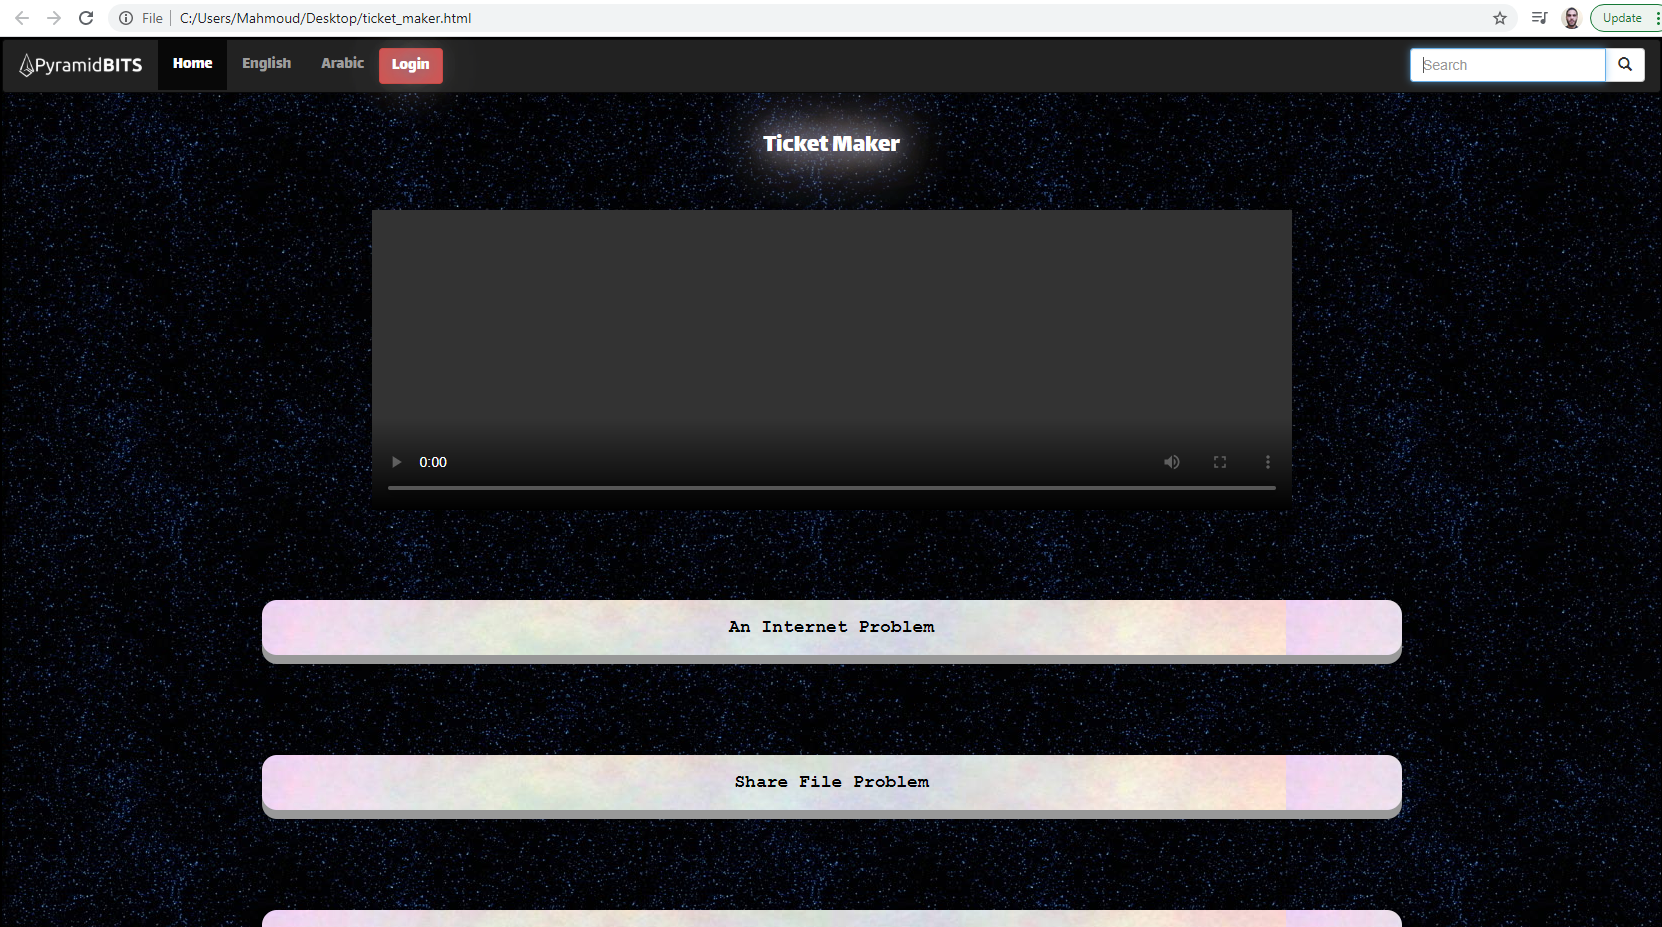 File C:/Users/Mahmoud/Desktop/ticket_maker.html Update
PyramidBITS Home English Arabic Login Search
Ticket Maker
0:00
An Internet Problem
Share File Problem